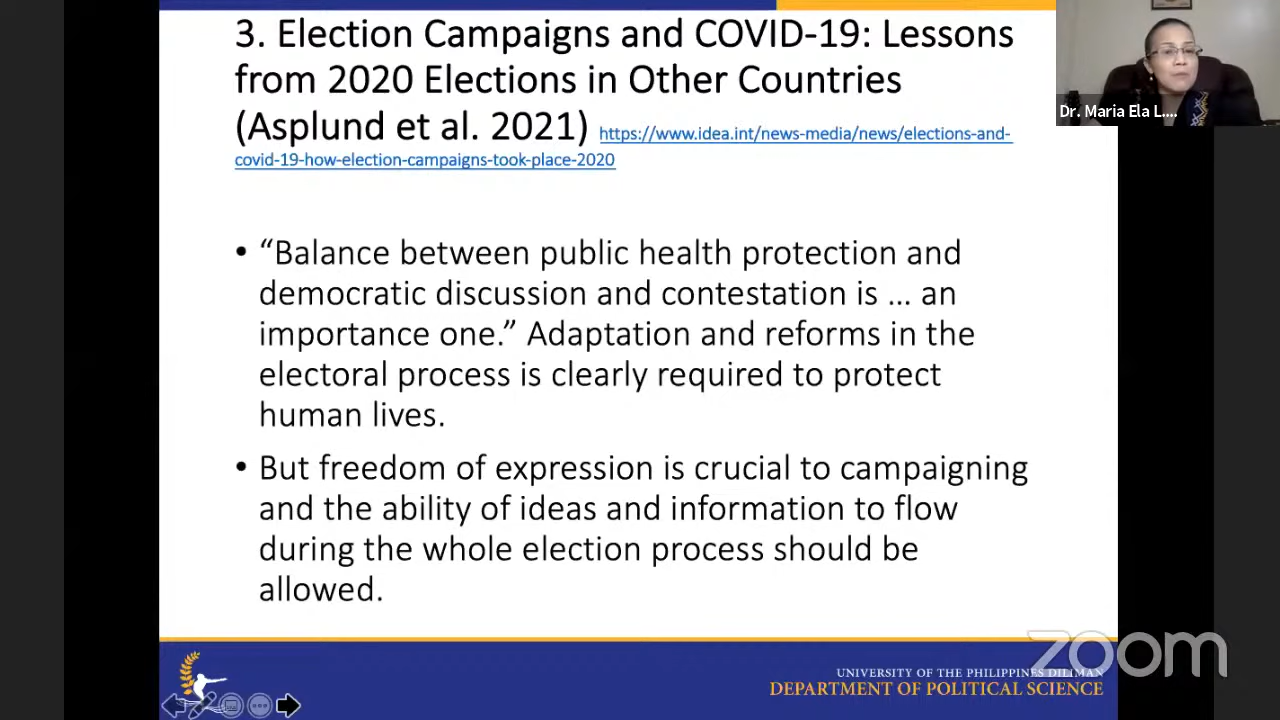 3. Election Campaigns and COVID-19: Lessons
from 2020 Elections in Other Countries
(Asplund et al. 2021) https://www.idea.int/news-media/news/elections-and-
covid-19-how-election-campaigns-took-place-2020
Dr. Maria Ela L....
• “Balance between public health protection and
democratic discussion and contestation is … an
importance one.” Adaptation and reforms in the
electoral process is clearly required to protect
human lives.
• But freedom of expression is crucial to campaigning
and the ability of ideas and information to flow
during the whole election process should be
allowed.
zoom
UNIVERSITY OF THE PHILIPPINES DILIMAN
DEPARTMENT OF POLITICAL SCIENCE